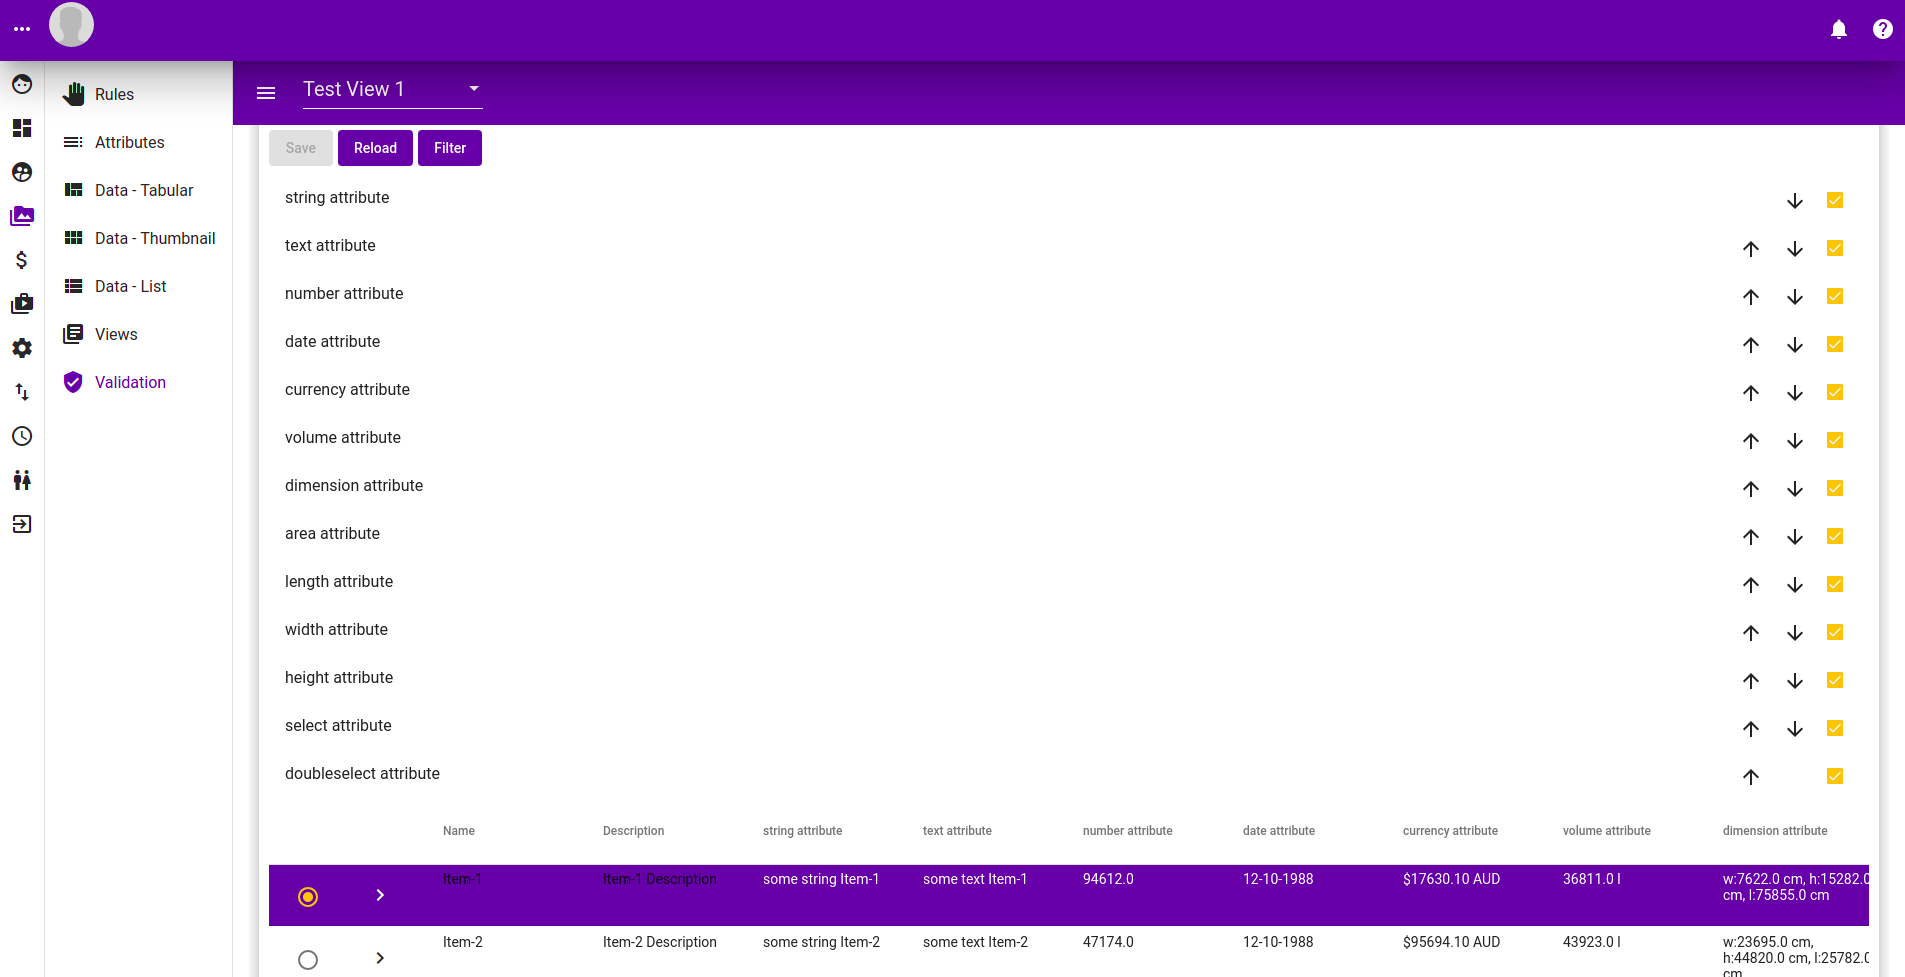 Test View 1
Rules
Attributes
Data - Tabular
Data - Thumbnail
Data - List
Views
Validation
Save Reload Filter
string attribute
text attribute
number attribute
date attribute
currency attribute
volume attribute
dimension attribute
area attribute
length attribute
width attribute
height attribute
select attribute
doubleselect attribute
Name Description string attribute text attribute number attribute date attribute currency attribute volume attribute dimension attribute
Item-1 Item-1 Description some string Item-1 some text Item-1 94612.0 12-10-1988 $17630.10 AUD 36811.0 l w:7622.0 cm, h:15282.0
cm, l:75855.0 cm
Item-2 Item-2 Description some string Item-2 some text Item-2 47174.0 12-10-1988 $95694.10 AUD 43923.0 l w:23695.0 cm,
h:44820.0 cm, l:25782.0
cm